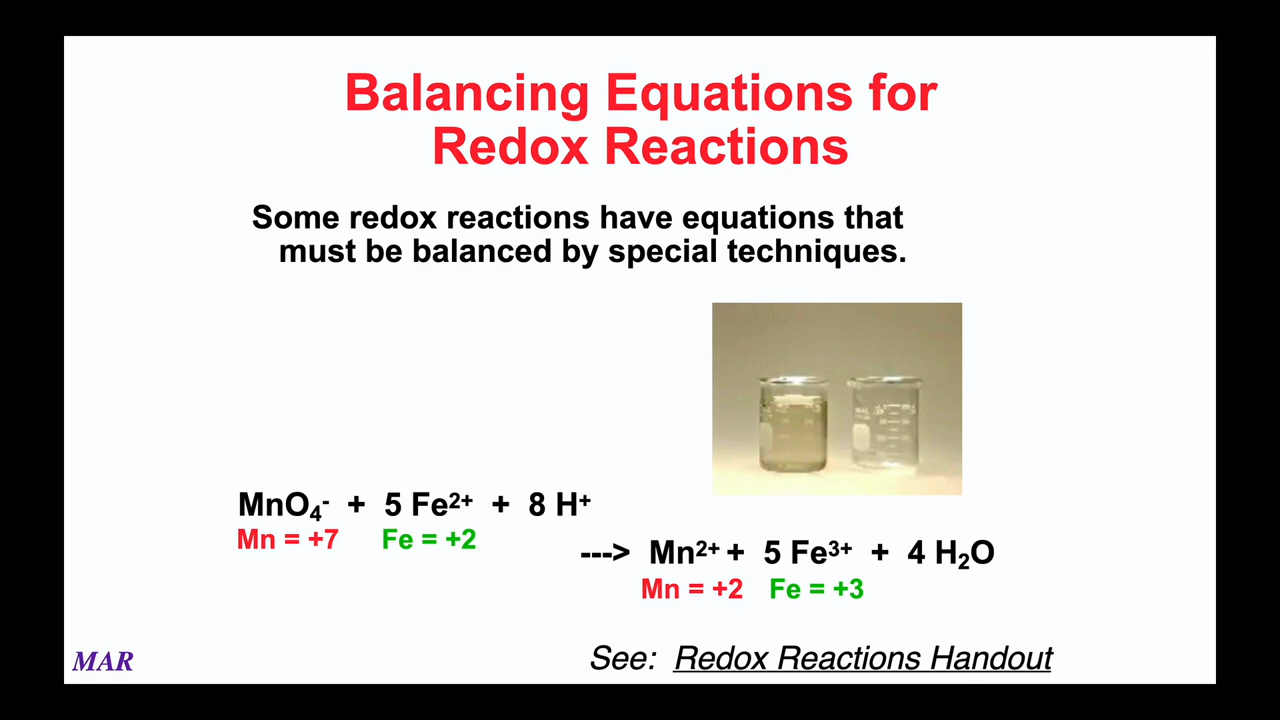 Balancing Equations for
Redox Reactions
Some redox reactions have equations that
must be balanced by special techniques.
MnO₄⁻ + 5 Fe²⁺ + 8 H⁺
Mn = +7 Fe = +2
---> Mn²⁺ + 5 Fe³⁺ + 4 H₂O
Mn = +2 Fe = +3
MAR
See: Redox Reactions Handout